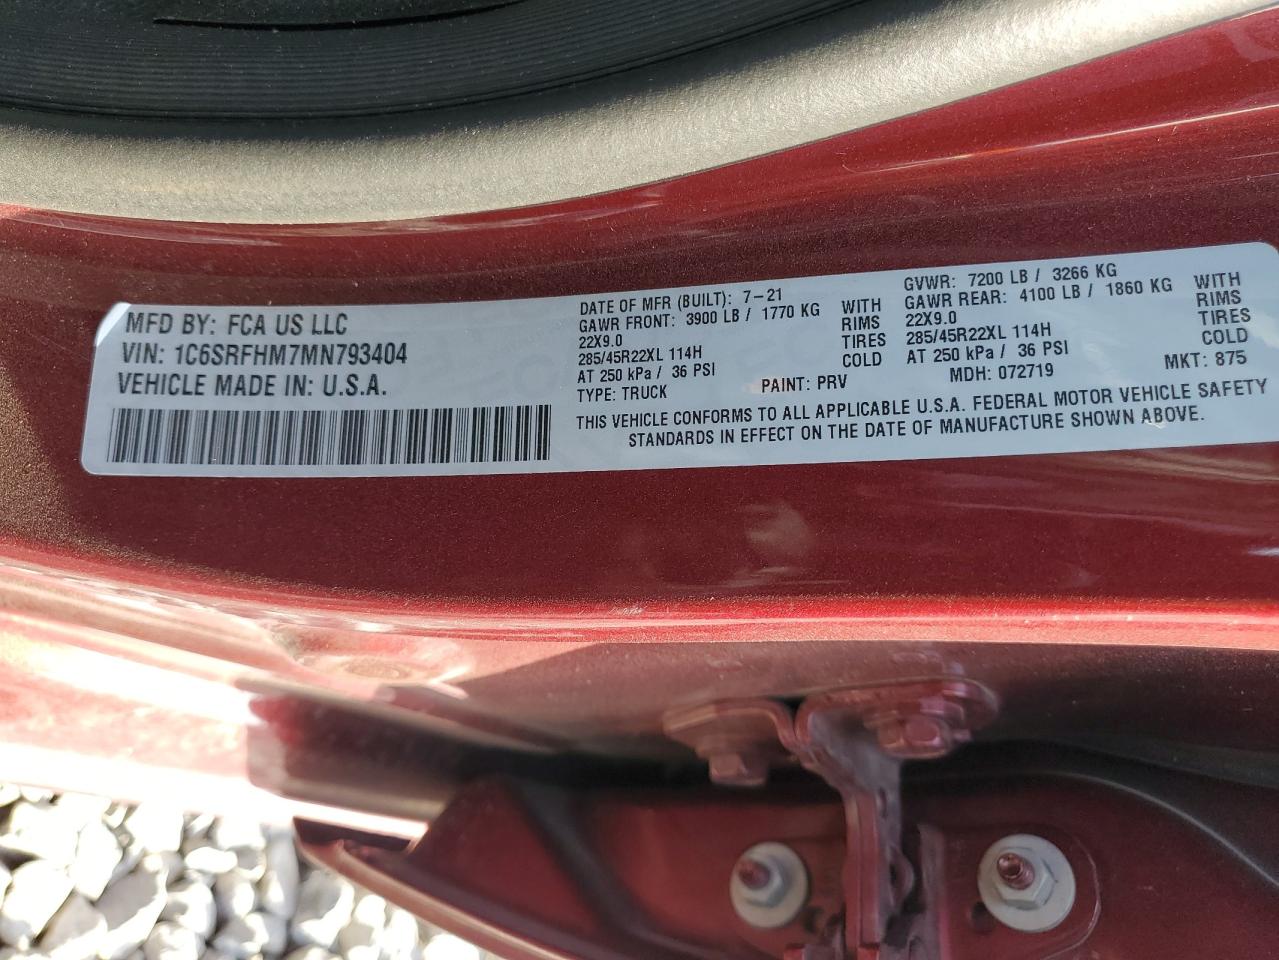 MFD BY: FCA US LLC
VIN: 1C6SRFHM7MN793404
VEHICLE MADE IN: U.S.A.
DATE OF MFR (BUILT): 7-21
GAWR FRONT: 3900 LB / 1770 KG WITH
22X9.0 RIMS
285/45R22XL 114H TIRES
AT 250 kPa / 36 PSI COLD
TYPE: TRUCK PAINT: PRV
GVWR: 7200 LB / 3266 KG
GAWR REAR: 4100 LB / 1860 KG WITH
22X9.0 RIMS
285/45R22XL 114H TIRES
AT 250 kPa / 36 PSI COLD
MDH: 072719 MKT: 875
THIS VEHICLE CONFORMS TO ALL APPLICABLE U.S.A. FEDERAL MOTOR VEHICLE SAFETY
STANDARDS IN EFFECT ON THE DATE OF MANUFACTURE SHOWN ABOVE.